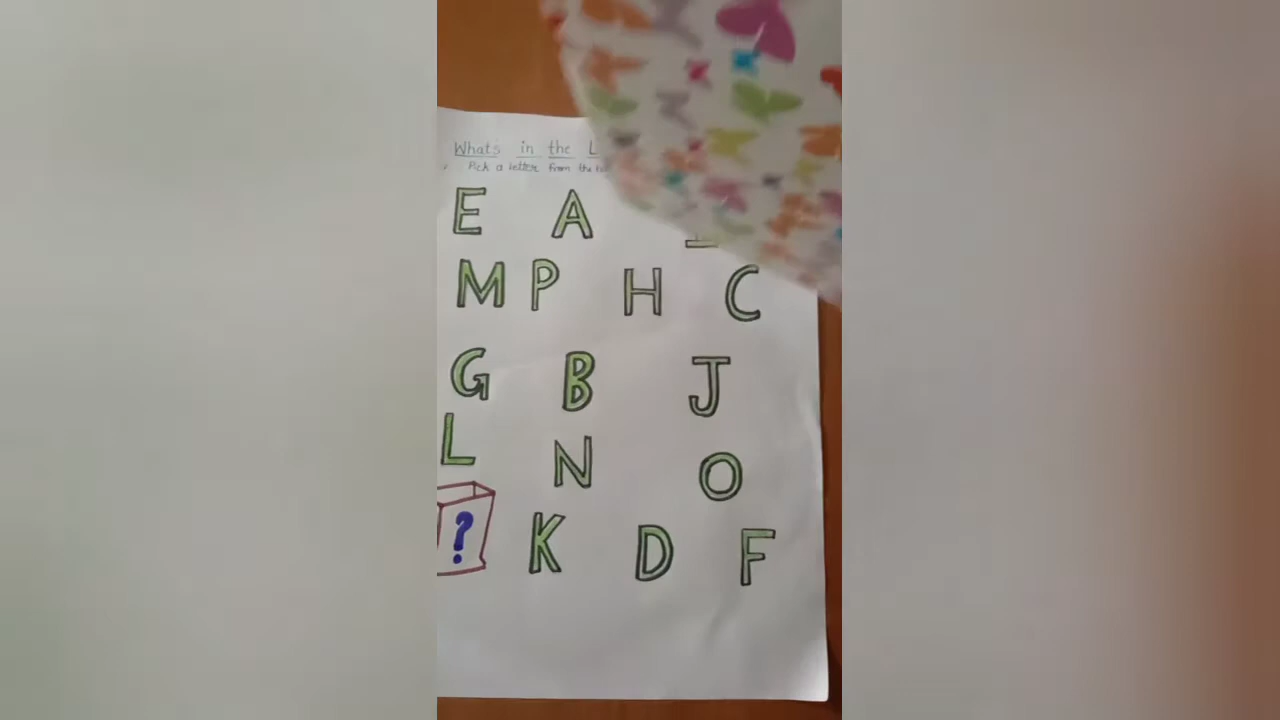 Whats in the L
Pick a letter from the
E A
M P H C
G B J
L N O
? K D F